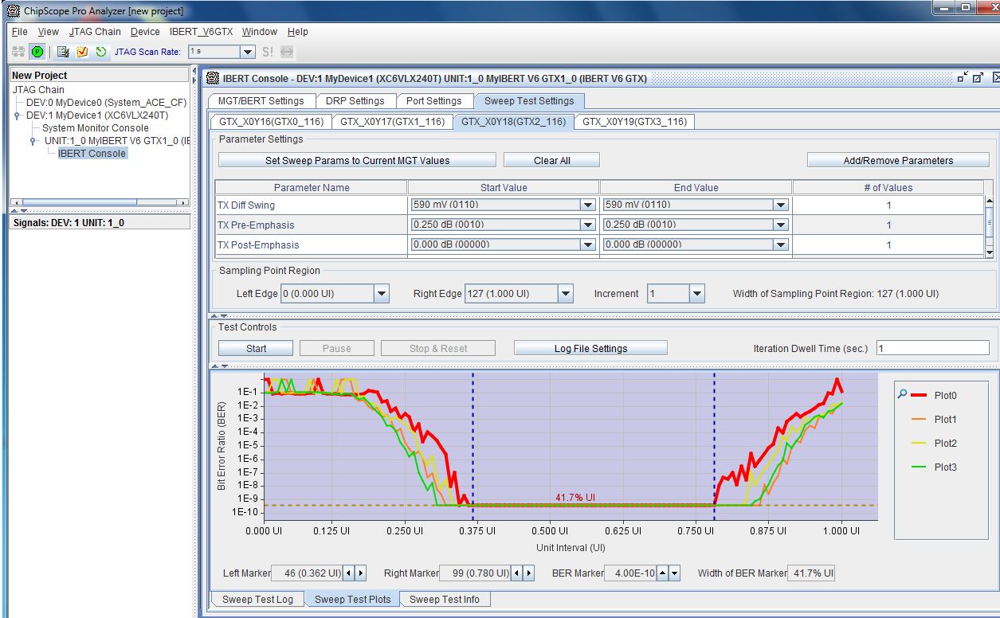 ChipScope Pro Analyzer [new project]
File View JTAG Chain Device IBERT_V6GTX Window Help
JTAG Scan Rate: 1 s S!
New Project
JTAG Chain
DEV:0 MyDevice0 (System_ACE_CF)
DEV:1 MyDevice1 (XC6VLX240T)
System Monitor Console
UNIT:1_0 MyIBERT V6 GTX1_0 (IE
IBERT Console
Signals: DEV: 1 UNIT: 1_0
IBERT Console - DEV:1 MyDevice1 (XC6VLX240T) UNIT:1_0 MyIBERT V6 GTX1_0 (IBERT V6 GTX)
MGT/BERT Settings DRP Settings Port Settings Sweep Test Settings
GTX_X0Y16(GTX0_116) GTX_X0Y17(GTX1_116) GTX_X0Y18(GTX2_116) GTX_X0Y19(GTX3_116)
Parameter Settings
Set Sweep Params to Current MGT Values Clear All Add/Remove Parameters
Parameter Name Start Value End Value # of Values
TX Diff Swing 590 mV (0110) 590 mV (0110) 1
TX Pre-Emphasis 0.250 dB (0010) 0.250 dB (0010) 1
TX Post-Emphasis 0.000 dB (00000) 0.000 dB (00000) 1
Sampling Point Region
Left Edge 0 (0.000 UI) Right Edge 127 (1.000 UI) Increment 1 Width of Sampling Point Region: 127 (1.000 UI)
Test Controls
Start Pause Stop & Reset Log File Settings Iteration Dwell Time (sec.) 1
Bit Error Ratio (BER)
1E-1
1E-2
1E-3
1E-4
1E-5
1E-6
1E-7
1E-8
1E-9
1E-10
41.7% UI
0.000 UI 0.125 UI 0.250 UI 0.375 UI 0.500 UI 0.625 UI 0.750 UI 0.875 UI 1.000 UI
Unit Interval (UI)
Plot0
Plot1
Plot2
Plot3
Left Marker 46 (0.362 UI) Right Marker 99 (0.780 UI) BER Marker 4.00E-10 Width of BER Marker 41.7% UI
Sweep Test Log Sweep Test Plots Sweep Test Info